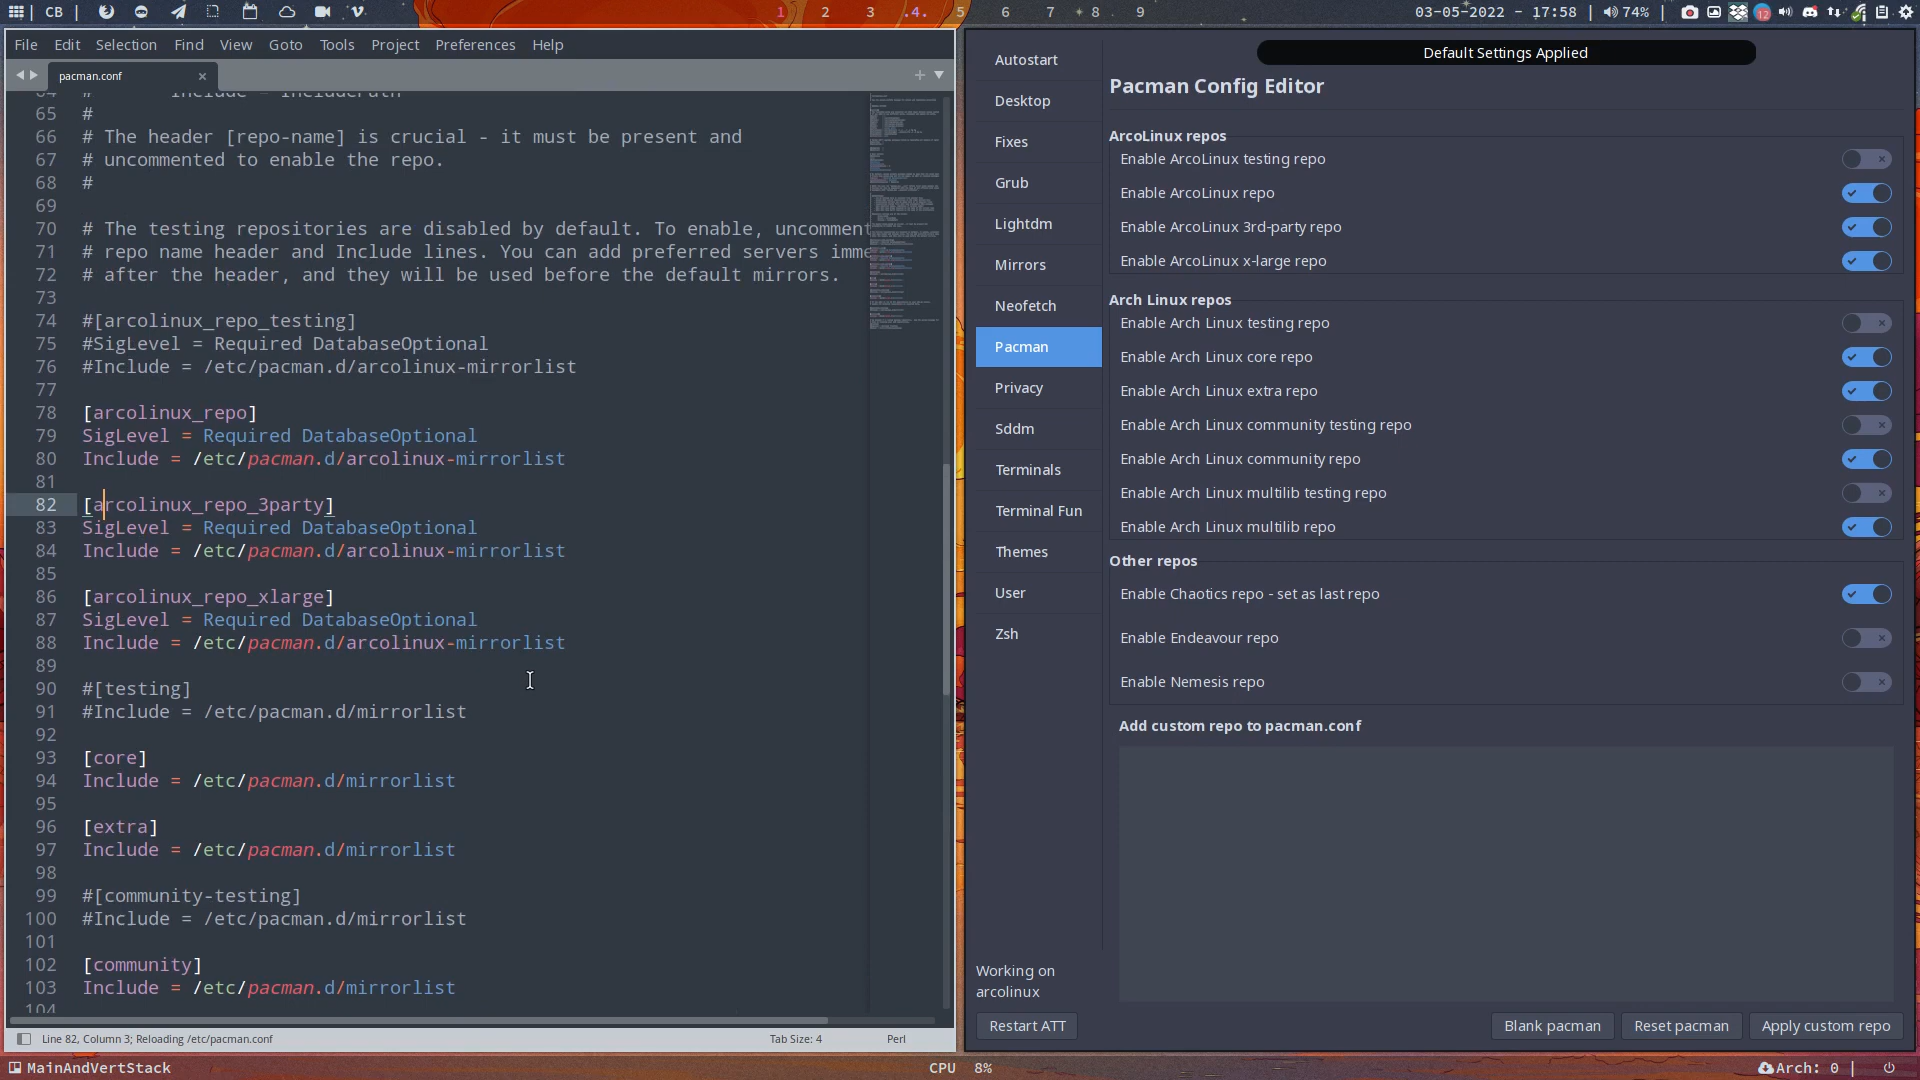 CB |
1 2 3 .4. 5 6 7 8 9
03-05-2022 - 17:58 | 74% |
12
File Edit Selection Find View Goto Tools Project Preferences Help
pacman.conf
64 # Include = IncludePath
65 #
66 # The header [repo-name] is crucial - it must be present and
67 # uncommented to enable the repo.
68 #
69
70 # The testing repositories are disabled by default. To enable, uncomment
71 # repo name header and Include lines. You can add preferred servers imme
72 # after the header, and they will be used before the default mirrors.
73
74 #[arcolinux_repo_testing]
75 #SigLevel = Required DatabaseOptional
76 #Include = /etc/pacman.d/arcolinux-mirrorlist
77
78 [arcolinux_repo]
79 SigLevel = Required DatabaseOptional
80 Include = /etc/pacman.d/arcolinux-mirrorlist
81
82 [arcolinux_repo_3party]
83 SigLevel = Required DatabaseOptional
84 Include = /etc/pacman.d/arcolinux-mirrorlist
85
86 [arcolinux_repo_xlarge]
87 SigLevel = Required DatabaseOptional
88 Include = /etc/pacman.d/arcolinux-mirrorlist
89
90 #[testing]
91 #Include = /etc/pacman.d/mirrorlist
92
93 [core]
94 Include = /etc/pacman.d/mirrorlist
95
96 [extra]
97 Include = /etc/pacman.d/mirrorlist
98
99 #[community-testing]
100 #Include = /etc/pacman.d/mirrorlist
101
102 [community]
103 Include = /etc/pacman.d/mirrorlist
104
Line 82, Column 3; Reloading /etc/pacman.conf
Tab Size: 4
Perl
Autostart
Desktop
Fixes
Grub
Lightdm
Mirrors
Neofetch
Pacman
Privacy
Sddm
Terminals
Terminal Fun
Themes
User
Zsh
Working on
arcolinux
Restart ATT
Default Settings Applied
Pacman Config Editor
ArcoLinux repos
Enable ArcoLinux testing repo
Enable ArcoLinux repo
Enable ArcoLinux 3rd-party repo
Enable ArcoLinux x-large repo
Arch Linux repos
Enable Arch Linux testing repo
Enable Arch Linux core repo
Enable Arch Linux extra repo
Enable Arch Linux community testing repo
Enable Arch Linux community repo
Enable Arch Linux multilib testing repo
Enable Arch Linux multilib repo
Other repos
Enable Chaotics repo - set as last repo
Enable Endeavour repo
Enable Nemesis repo
Add custom repo to pacman.conf
Blank pacman
Reset pacman
Apply custom repo
MainAndVertStack
CPU 8%
Arch: 0 |